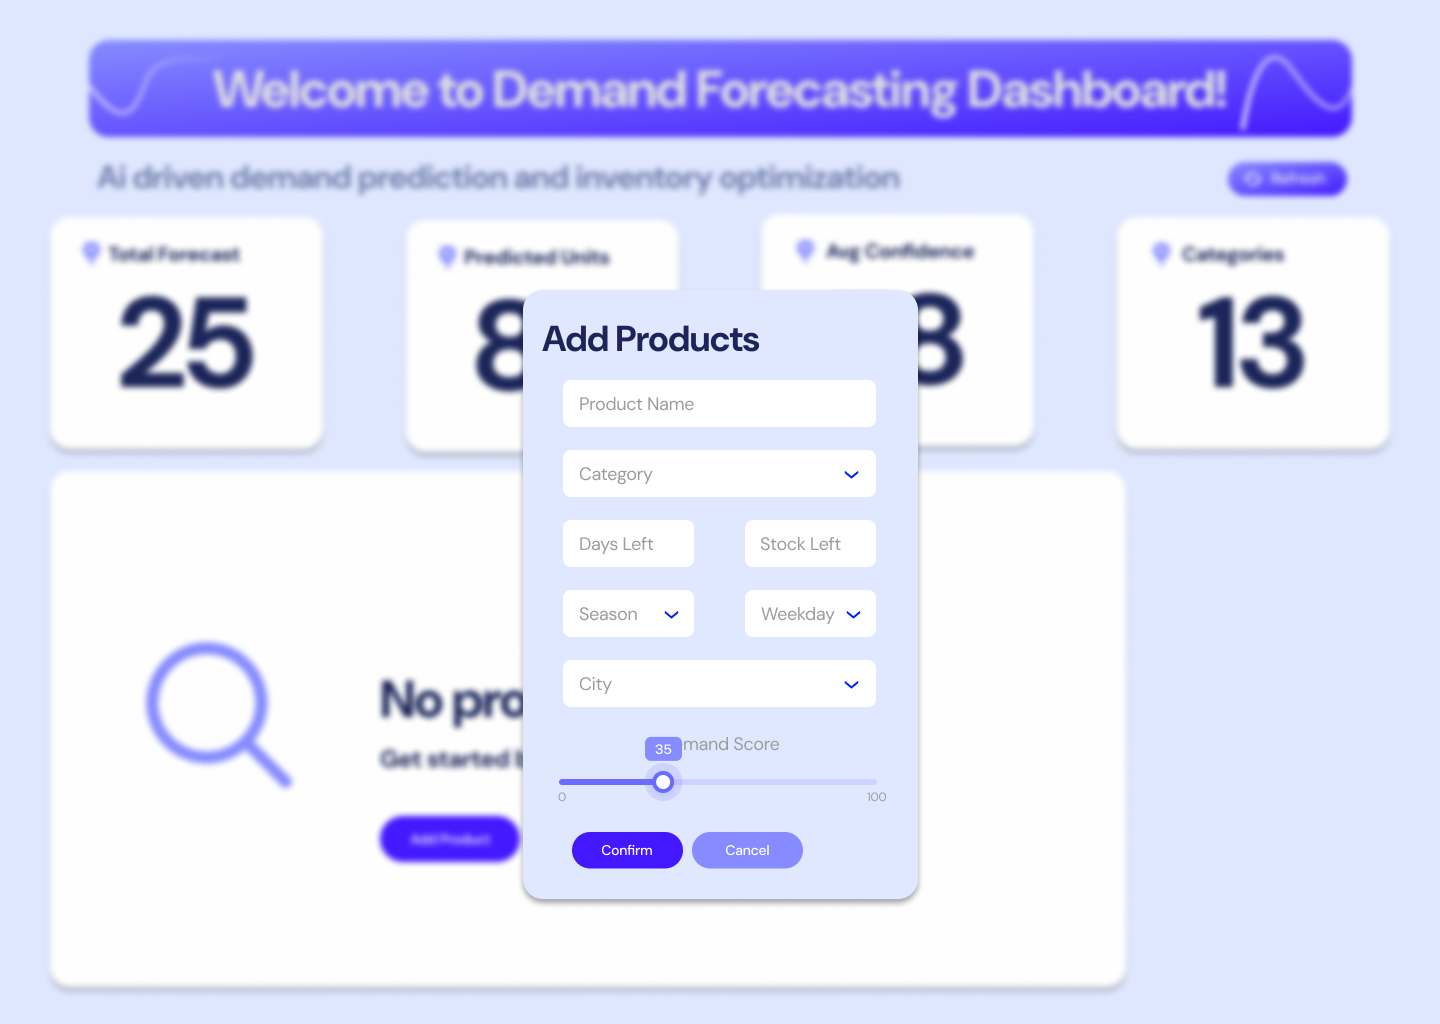 Welcome to Demand Forecasting Dashboard!
Ai driven demand prediction and inventory optimization
Refresh
Total Forecast
Predicted Units
Avg Confidence
Categories
25
8
8
13
Add Products
Product Name
Category
Days Left
Stock Left
Season
Weekday
City
mand Score
35
0
100
Confirm
Cancel
No pro
Get started
Add Product